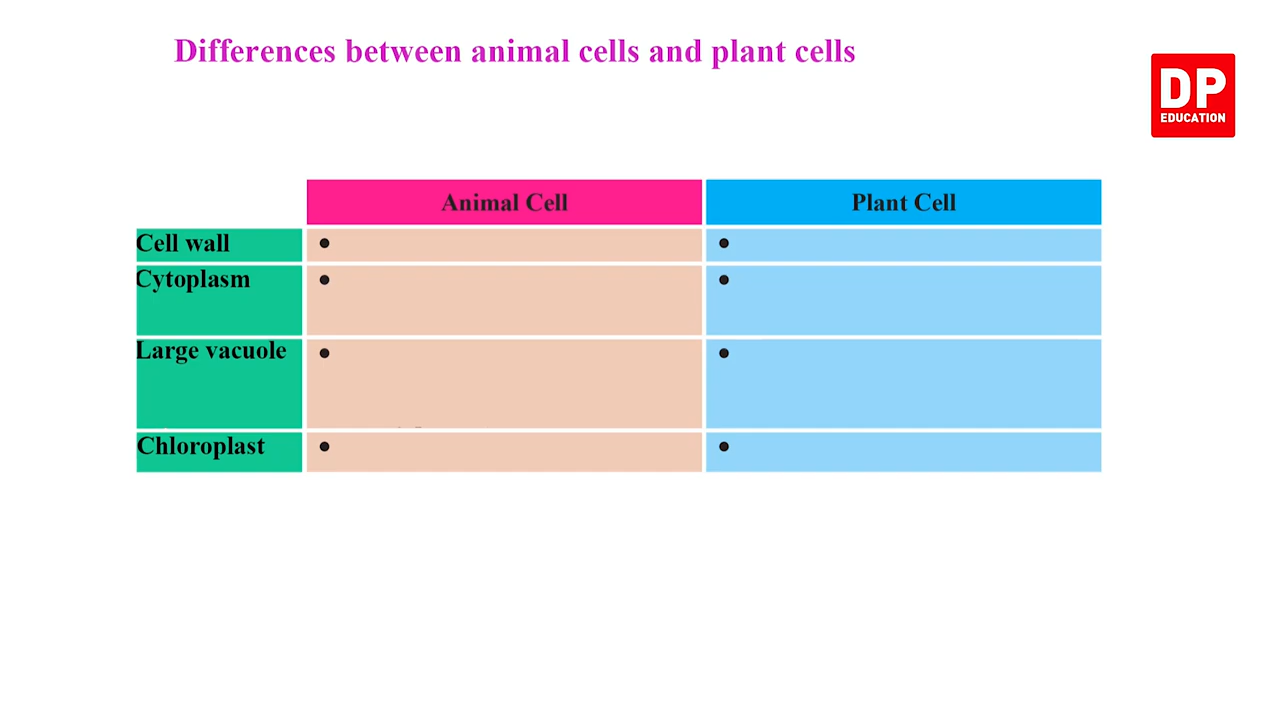 Differences between animal cells and plant cells
DP
EDUCATION
Animal Cell
Plant Cell
Cell wall
•
•
Cytoplasm
•
•
Large vacuole
•
•
Chloroplast
•
•